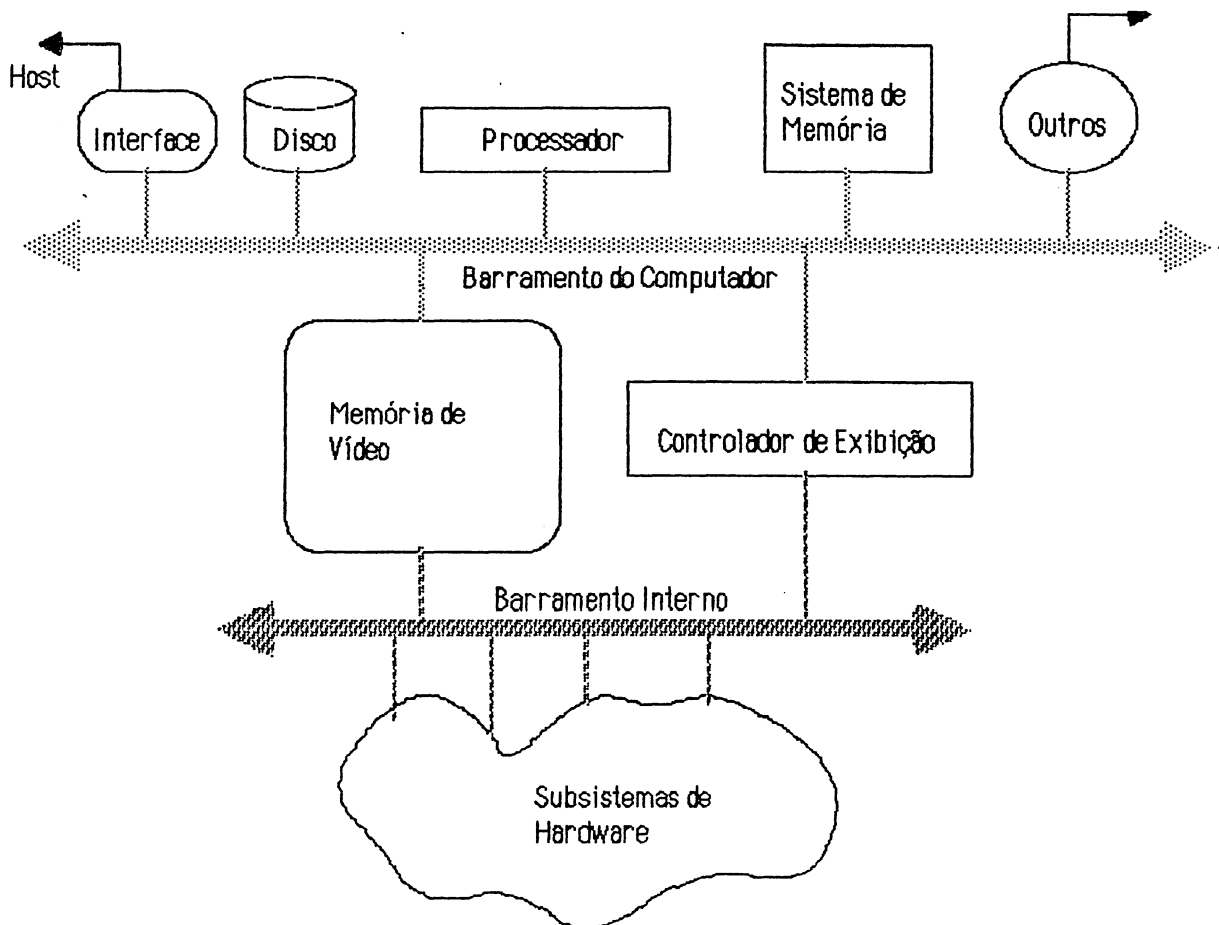 Host
Interface
Disco
Processador
Sistema de
Memória
Outros
Barramento do Computador
Memória de
Vídeo
Controlador de Exibição
Barramento Interno
Subsistemas de
Hardware